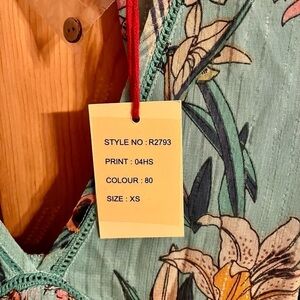 STYLE NO : R2793
PRINT : 04HS
COLOUR : 80
SIZE : XS